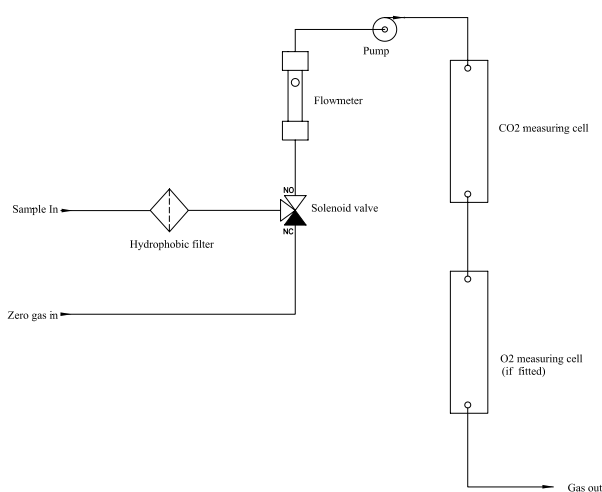 Pump
Flowmeter
CO2 measuring cell
NO
Sample In
Solenoid valve
NC
Hydrophobic filter
Zero gas in
O2 measuring cell
(if fitted)
Gas out